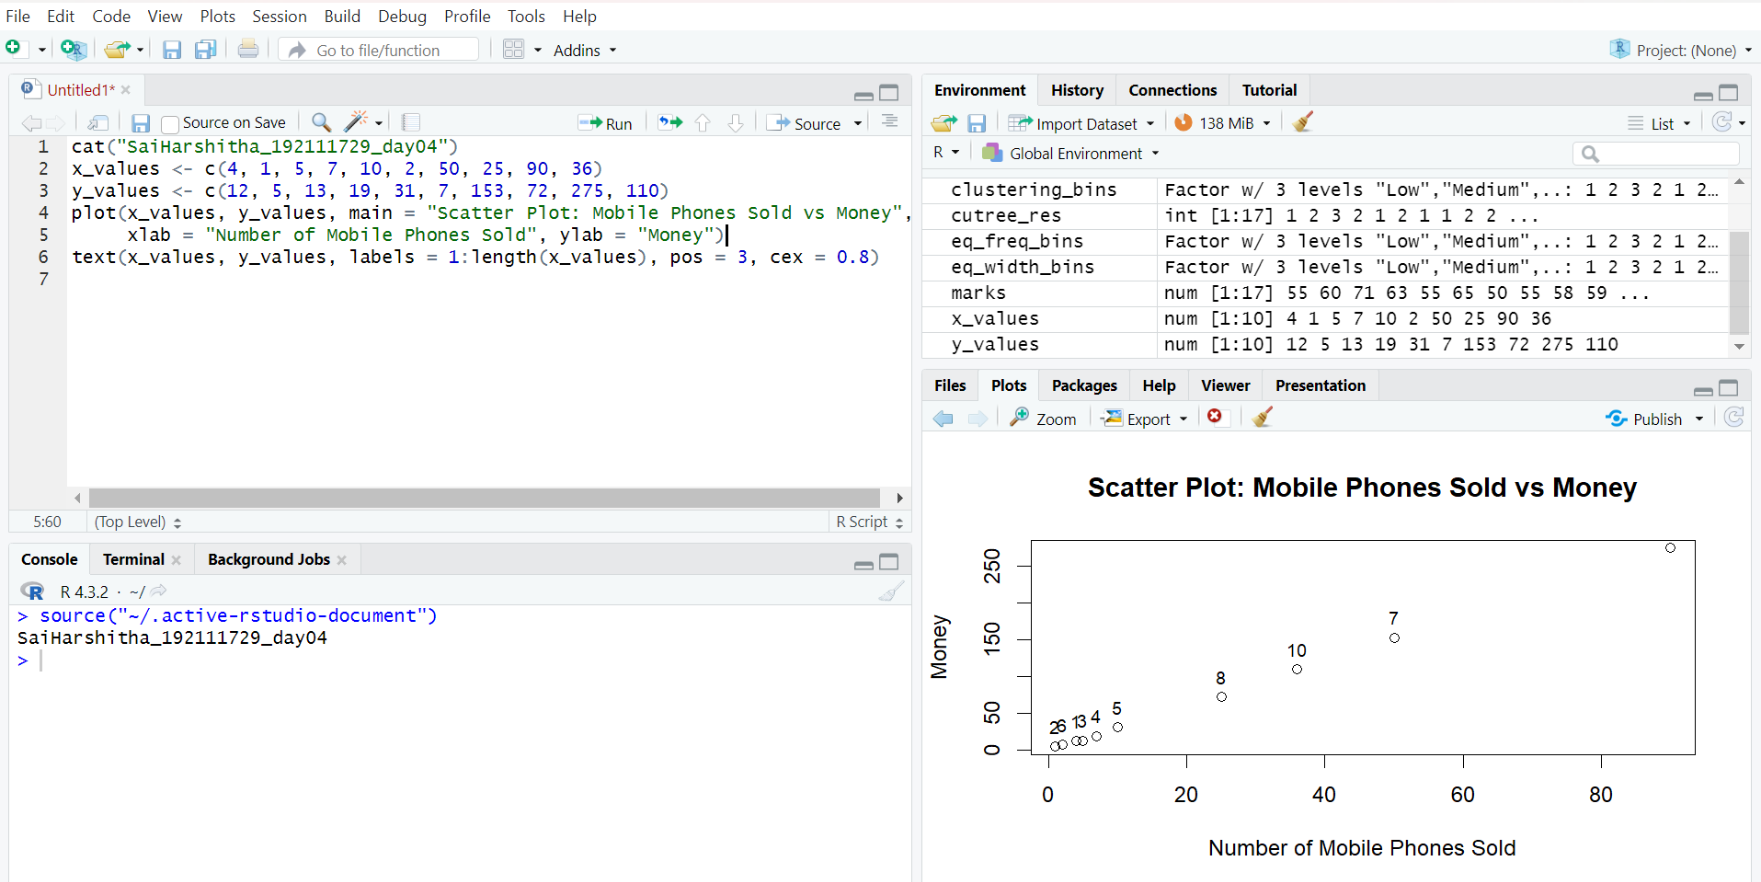 File Edit Code View Plots Session Build Debug Profile Tools Help
Go to file/function Addins Project: (None)
Untitled1*
Source on Save Run Source
1 cat("SaiHarshitha_192111729_day04")
2 x_values <- c(4, 1, 5, 7, 10, 2, 50, 25, 90, 36)
3 y_values <- c(12, 5, 13, 19, 31, 7, 153, 72, 275, 110)
4 plot(x_values, y_values, main = "Scatter Plot: Mobile Phones Sold vs Money",
5 xlab = "Number of Mobile Phones Sold", ylab = "Money")
6 text(x_values, y_values, labels = 1:length(x_values), pos = 3, cex = 0.8)
7
5:60 (Top Level) R Script
Console Terminal Background Jobs
R 4.3.2 · ~/
> source("~/.active-rstudio-document")
SaiHarshitha_192111729_day04
>
Environment History Connections Tutorial
Import Dataset 138 MiB List
R Global Environment
clustering_bins Factor w/ 3 levels "Low","Medium",..: 1 2 3 2 1 2…
cutree_res int [1:17] 1 2 3 2 1 2 1 1 2 2 ...
eq_freq_bins Factor w/ 3 levels "Low","Medium",..: 1 2 3 2 1 2…
eq_width_bins Factor w/ 3 levels "Low","Medium",..: 1 2 3 2 1 2…
marks num [1:17] 55 60 71 63 55 65 50 55 58 59 ...
x_values num [1:10] 4 1 5 7 10 2 50 25 90 36
y_values num [1:10] 12 5 13 19 31 7 153 72 275 110
Files Plots Packages Help Viewer Presentation
Zoom Export Publish
Scatter Plot: Mobile Phones Sold vs Money
Money
250
150
50
0
2 6 1 3 4 5 8 10 7
0 20 40 60 80
Number of Mobile Phones Sold